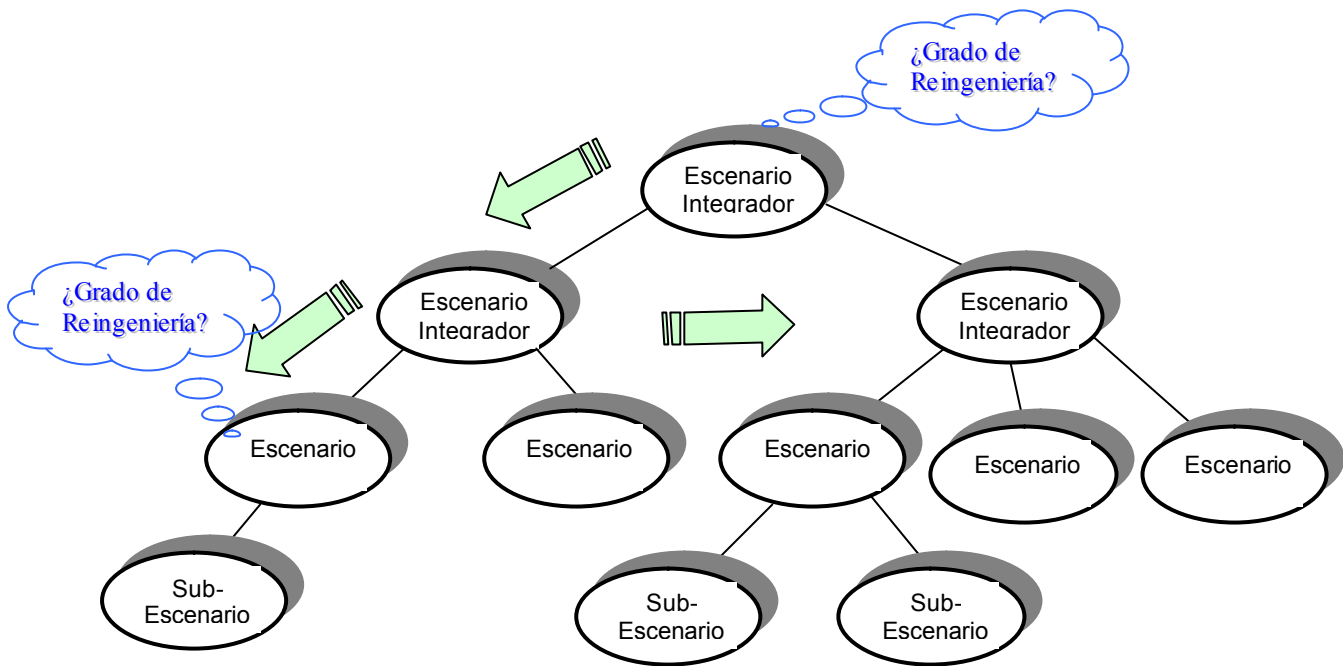 ¿Grado de
Reingeniería?
Escenario
Integrador
¿Grado de
Reingeniería?
Escenario
Integrador
Escenario
Integrador
Escenario
Escenario
Escenario
Escenario
Escenario
Sub-
Escenario
Sub-
Escenario
Sub-
Escenario